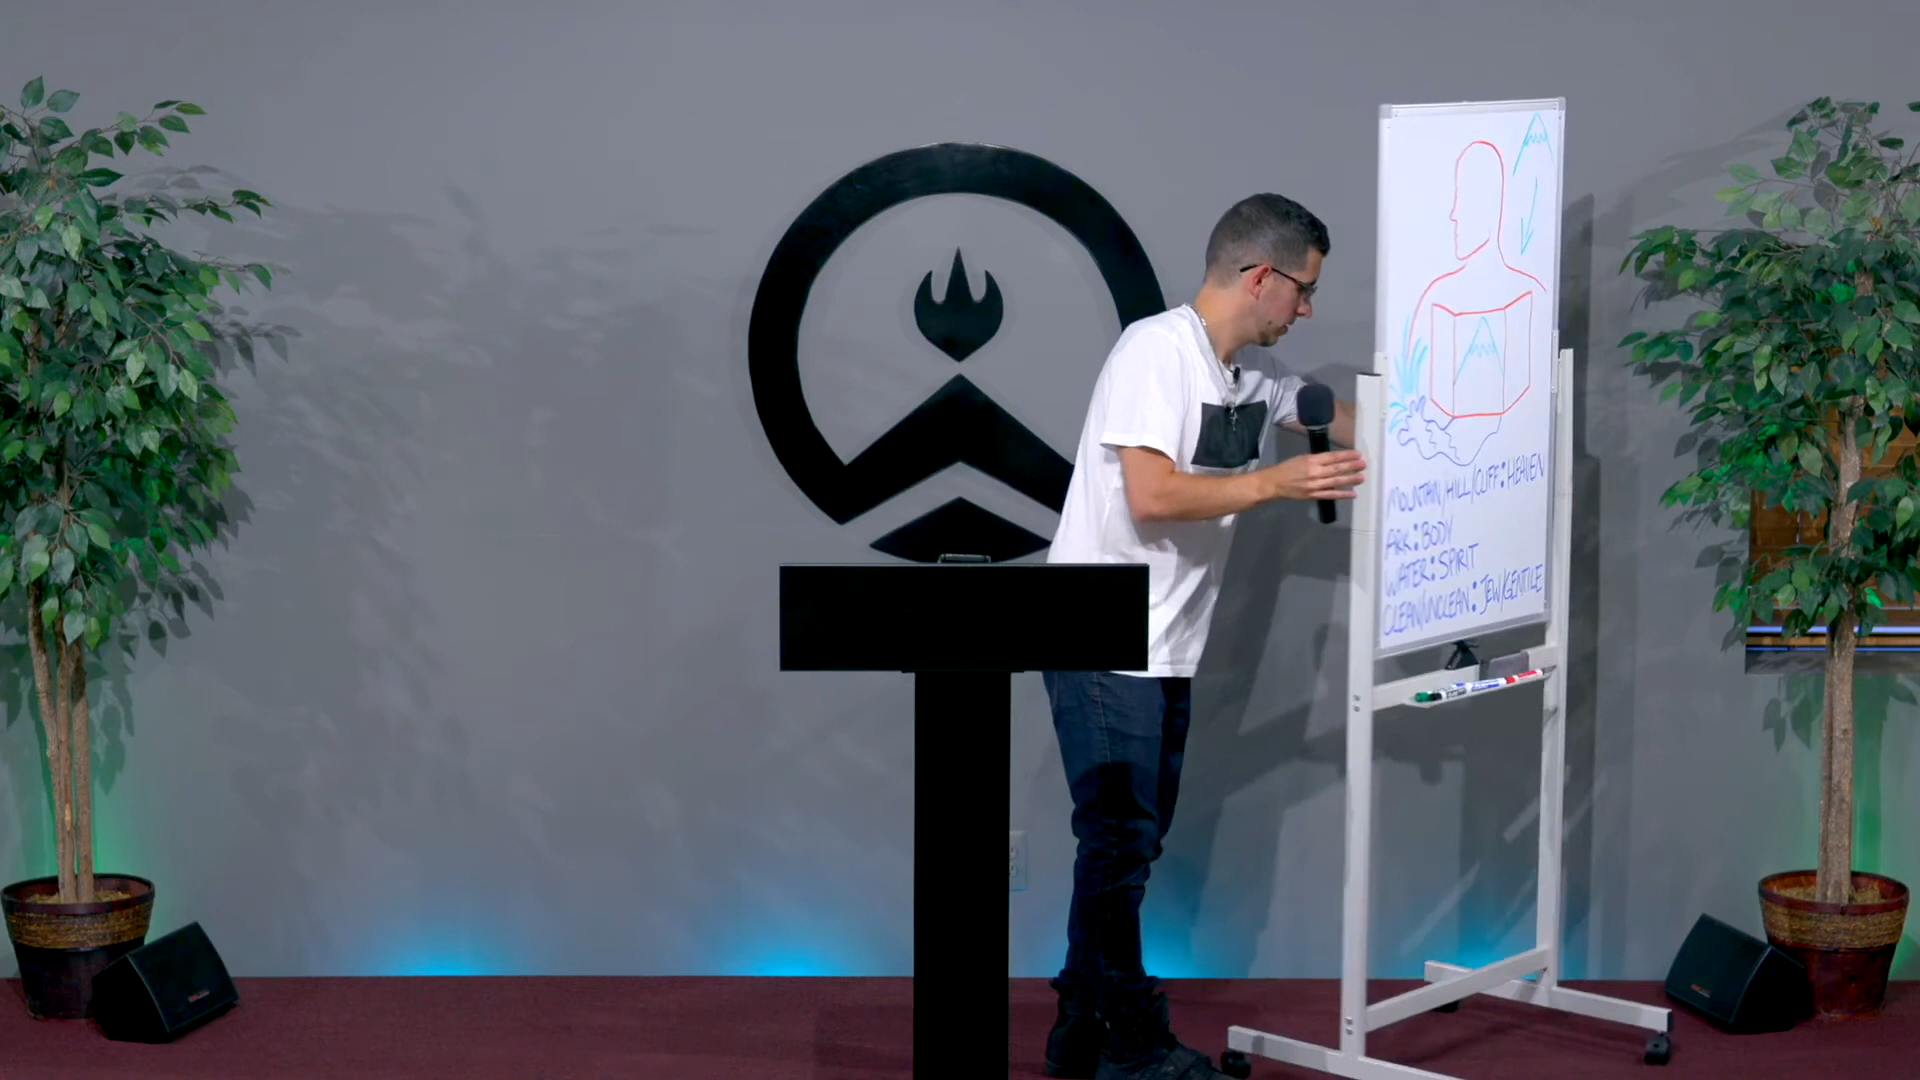 MOUNTAIN/HILL/CLIFF: HEAVEN
ARK: BODY
WATER: SPIRIT
CLEAN/UNCLEAN: JEW/GENTILE